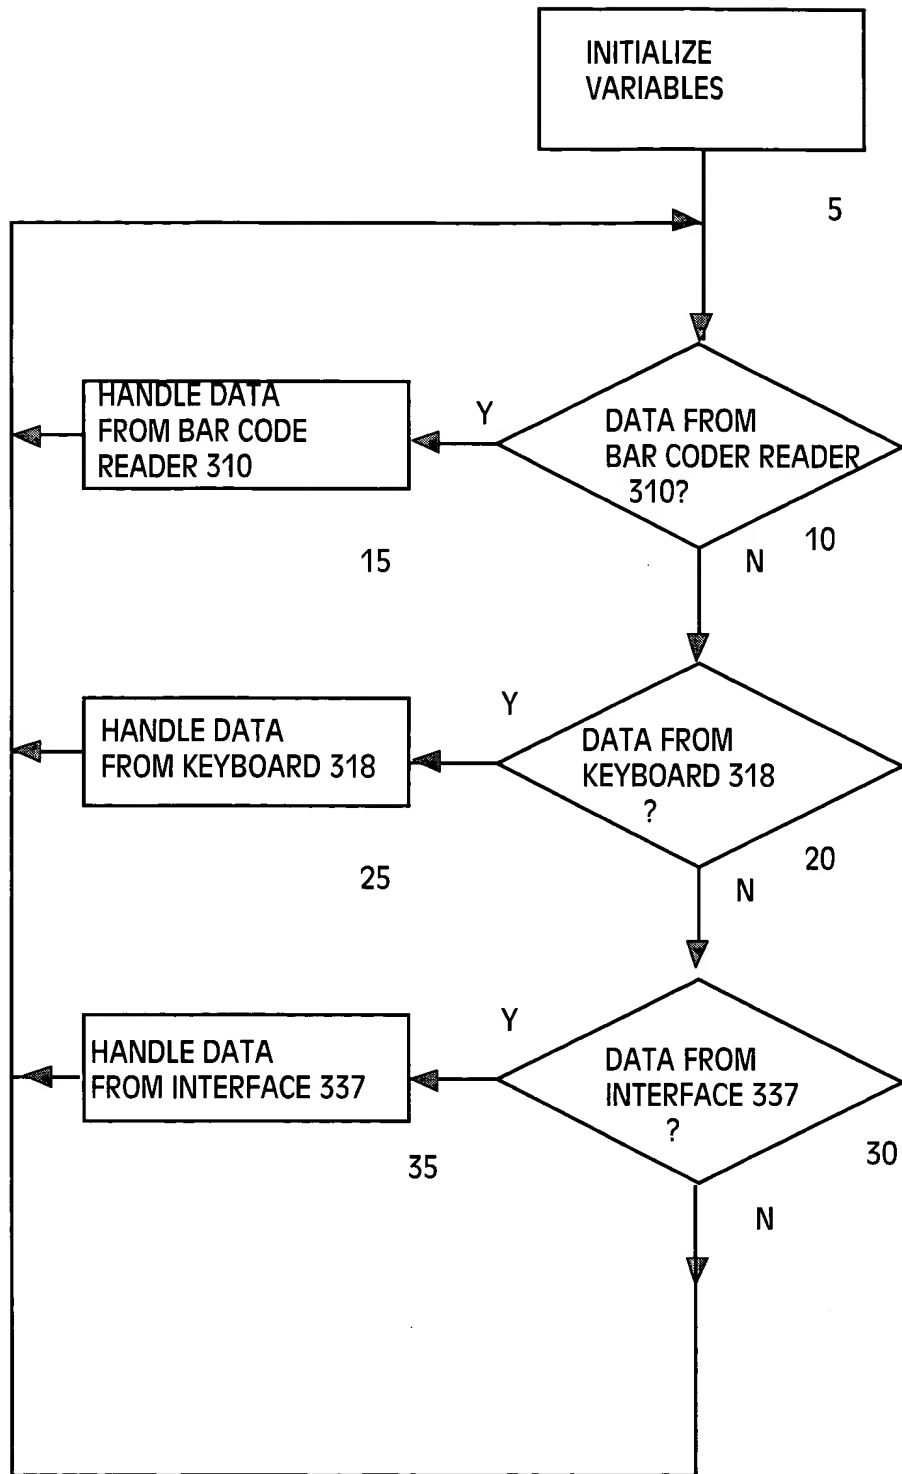 INITIALIZE
VARIABLES
5
HANDLE DATA
FROM BAR CODE
READER 310
Y
DATA FROM
BAR CODER READER
310?
15
N
10
HANDLE DATA
FROM KEYBOARD 318
Y
DATA FROM
KEYBOARD 318
?
25
N
20
HANDLE DATA
FROM INTERFACE 337
Y
DATA FROM
INTERFACE 337
?
35
30
N